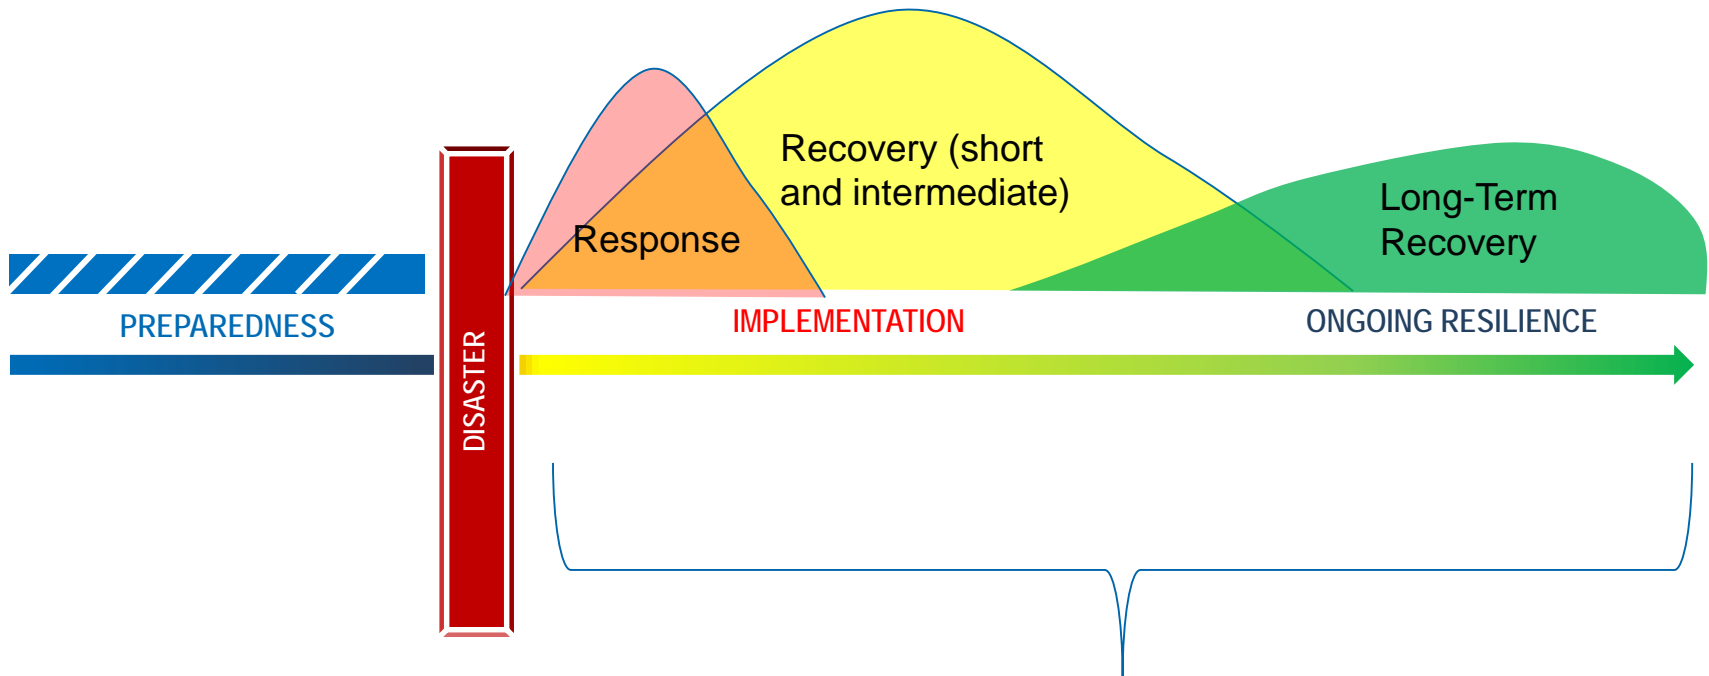 Recovery (short
and intermediate)
Response
Long-Term
Recovery
PREPAREDNESS
DISASTER
IMPLEMENTATION
ONGOING RESILIENCE